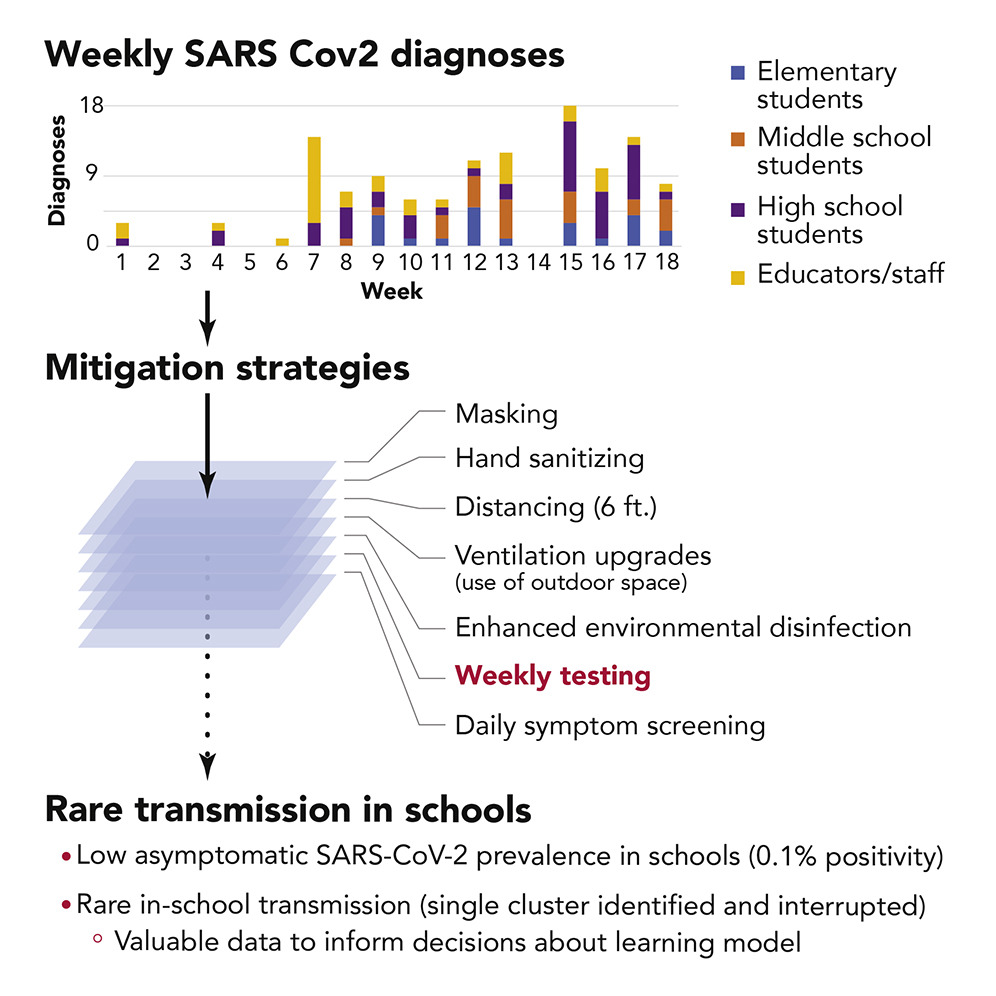 Weekly SARS Cov2 diagnoses
Elementary
students
Middle school
students
High school
students
Educators/staff
Diagnoses
18
9
0
1 2 3 4 5 6 7 8 9 10 11 12 13 14 15 16 17 18
Week
Mitigation strategies
Masking
Hand sanitizing
Distancing (6 ft.)
Ventilation upgrades
(use of outdoor space)
Enhanced environmental disinfection
Weekly testing
Daily symptom screening
Rare transmission in schools
• Low asymptomatic SARS-CoV-2 prevalence in schools (0.1% positivity)
• Rare in-school transmission (single cluster identified and interrupted)
○ Valuable data to inform decisions about learning model